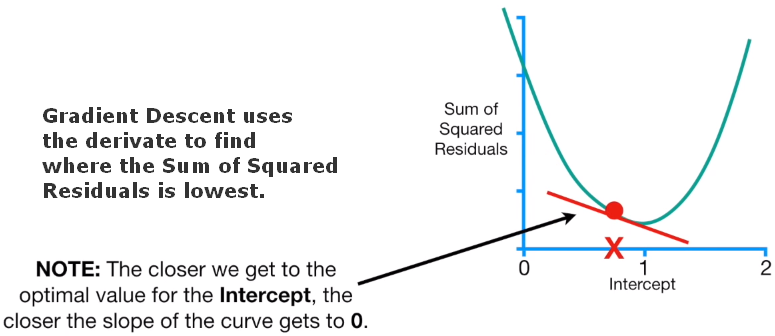 Gradient Descent uses
the derivate to find
where the Sum of Squared
Residuals is lowest.
NOTE: The closer we get to the
optimal value for the Intercept, the
closer the slope of the curve gets to 0.
Sum of
Squared
Residuals
X
0 1 2
Intercept